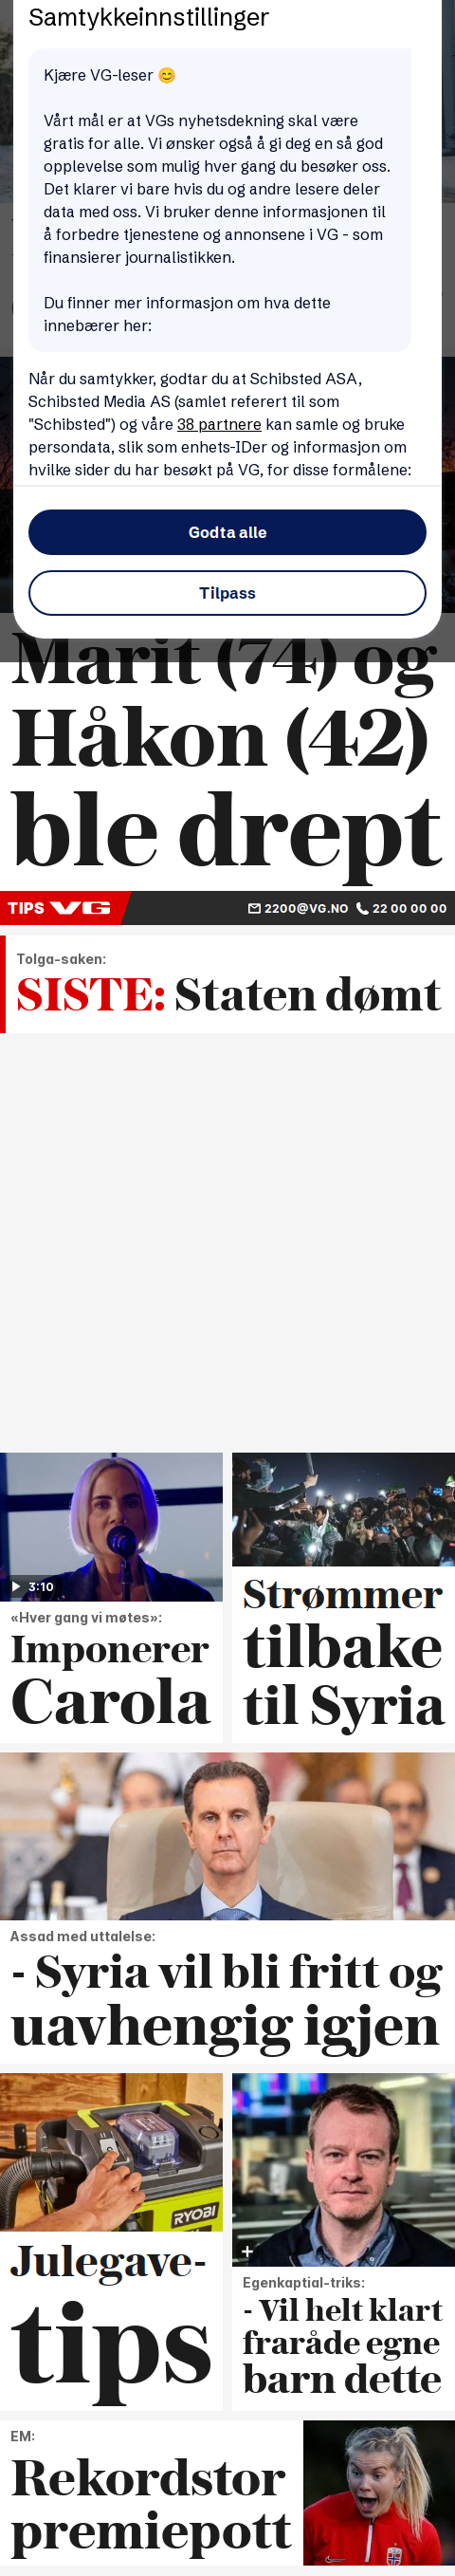 Samtykkeinnstillinger
Kjære VG-leser 😊
Vårt mål er at VGs nyhetsdekning skal være
gratis for alle. Vi ønsker også å gi deg en så god
opplevelse som mulig hver gang du besøker oss.
Det klarer vi bare hvis du og andre lesere deler
data med oss. Vi bruker denne informasjonen til
å forbedre tjenestene og annonsene i VG - som
finansierer journalistikken.
Du finner mer informasjon om hva dette
innebærer her:
Når du samtykker, godtar du at Schibsted ASA,
Schibsted Media AS (samlet referert til som
"Schibsted") og våre 38 partnere kan samle og bruke
persondata, slik som enhets-IDer og informasjon om
hvilke sider du har besøkt på VG, for disse formålene:
Godta alle
Tilpass
Marit (74) og
Håkon (42)
ble drept
TIPS VG 2200@VG.NO 22 00 00 00
Tolga-saken:
SISTE: Staten dømt
3:10
«Hver gang vi møtes»:
Imponerer
Carola
Strømmer
tilbake
til Syria
Assad med uttalelse:
- Syria vil bli fritt og
uavhengig igjen
RYOBI
Julegave-
tips
Egenkaptial-triks:
- Vil helt klart
fraråde egne
barn dette
EM:
Rekordstor
premiepott